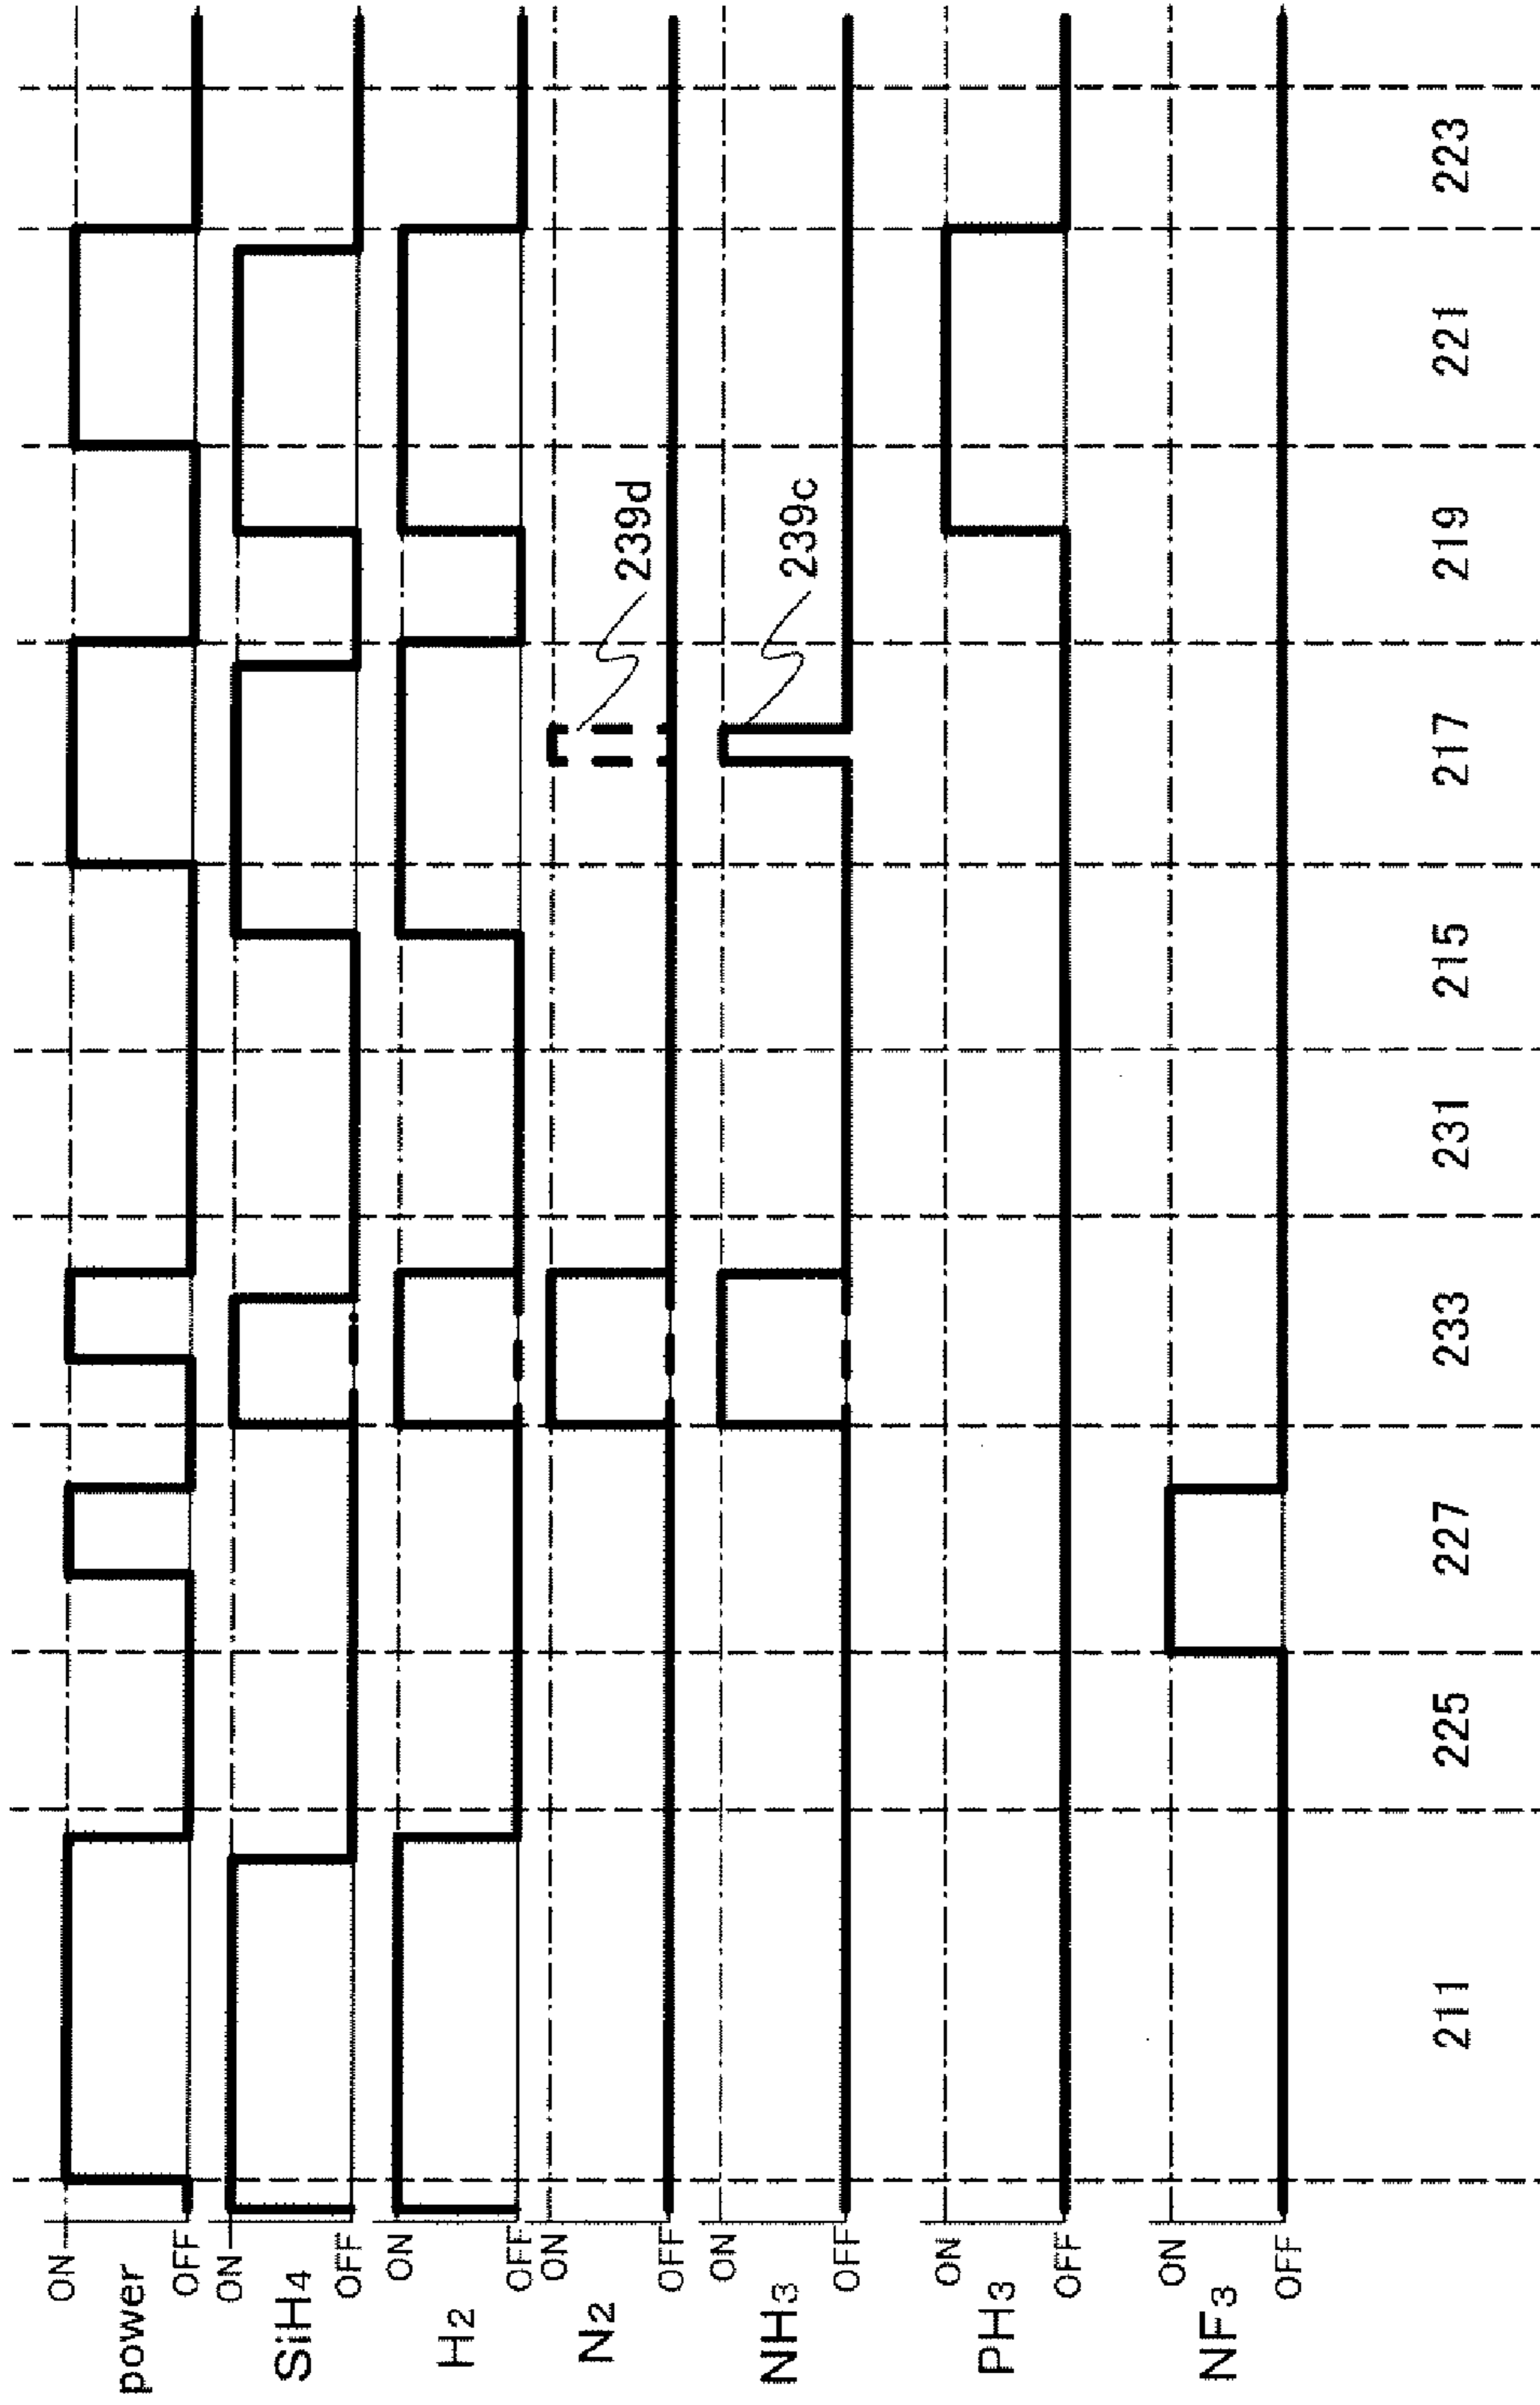 power ON OFF
SiH4 ON OFF
H2 ON OFF
N2 ON OFF
239d
NH3 ON OFF
239c
PH3 ON OFF
NF3 ON OFF
211 225 227 233 231 215 217 219 221 223